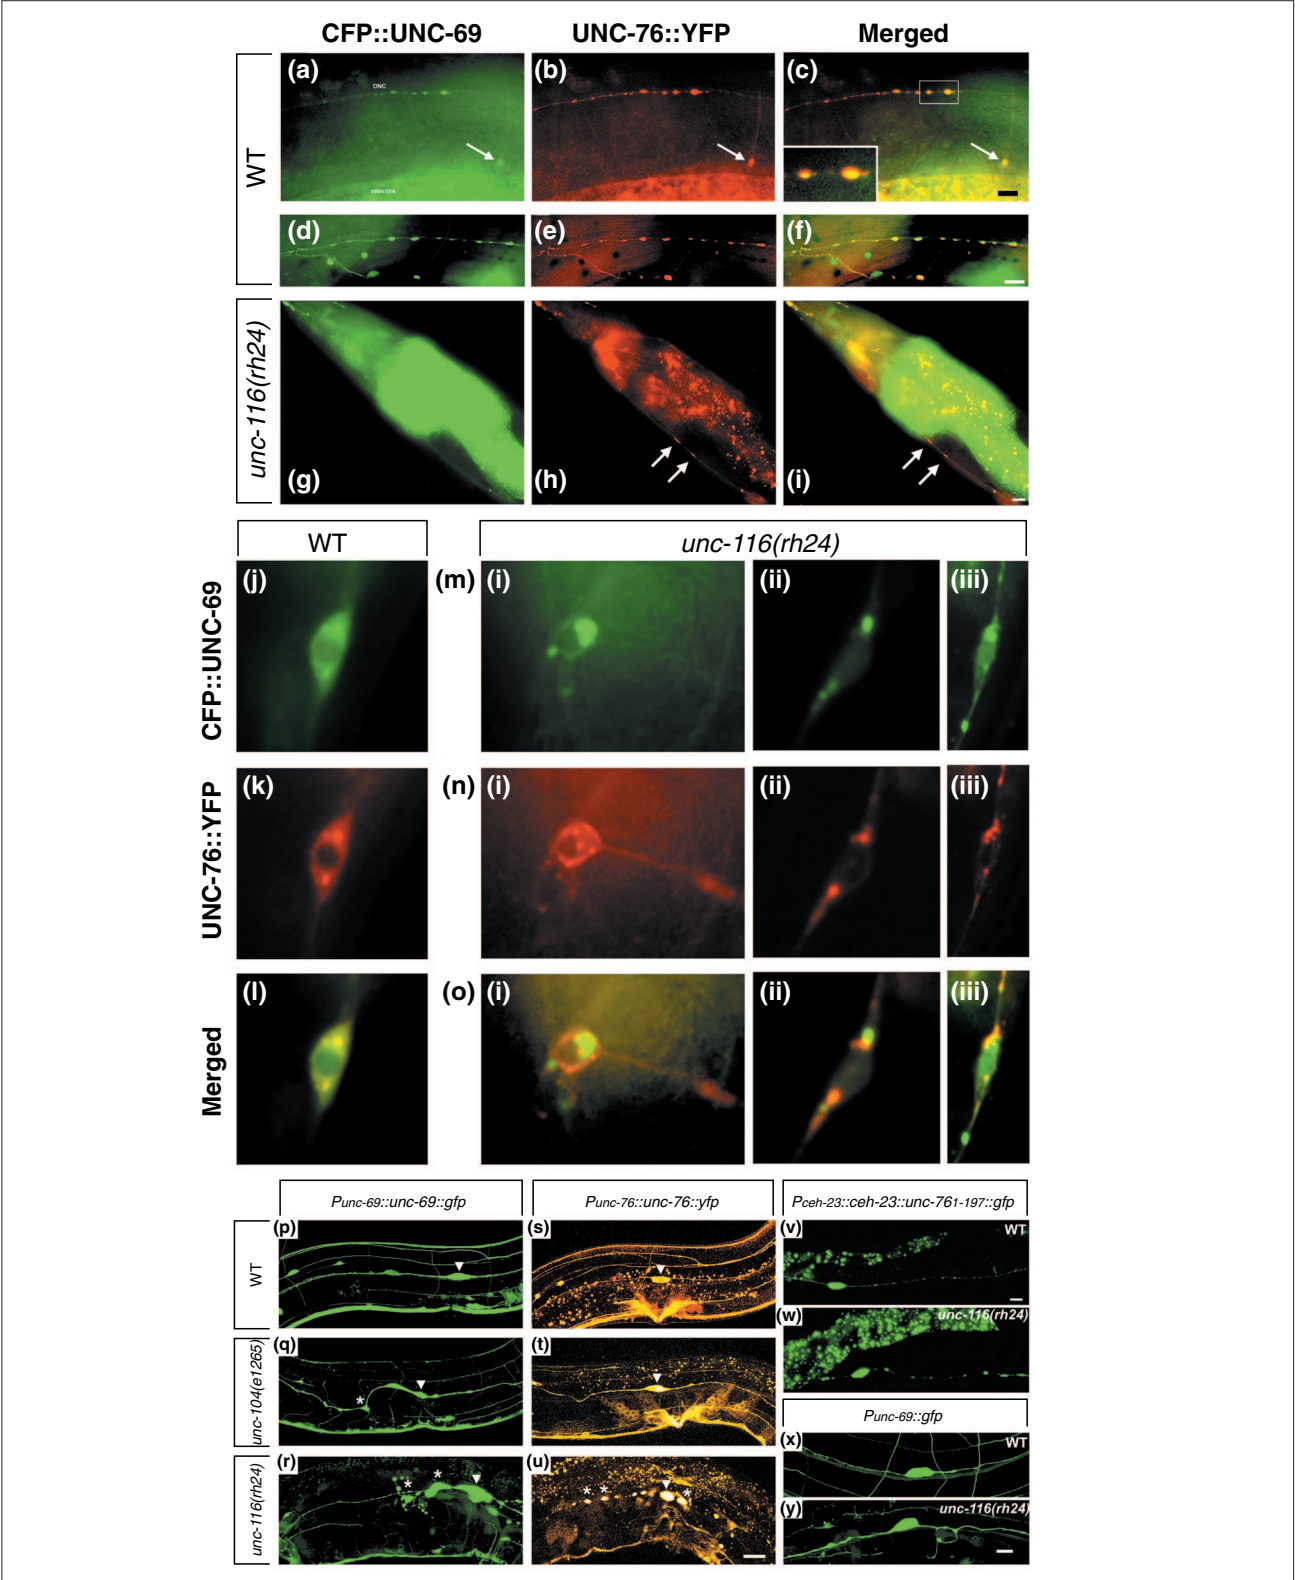 CFP::UNC-69 UNC-76::YFP Merged
WT
(a) (b) (c)
DNC
intestine
(d) (e) (f)
unc-116(rh24)
(g) (h) (i)
WT unc-116(rh24)
CFP::UNC-69
(j) (m) (i) (ii) (iii)
UNC-76::YFP
(k) (n) (i) (ii) (iii)
Merged
(l) (o) (i) (ii) (iii)
Punc-69::unc-69::gfp Punc-76::unc-76::yfp Pceh-23::ceh-23::unc-761-197::gfp
WT
(p) (s) (v) WT
(w) unc-116(rh24)
unc-104(e1265)
(q) * (t)
Punc-69::gfp
(x) WT
unc-116(rh24)
(r) * * (u) * * *
(y) unc-116(rh24)